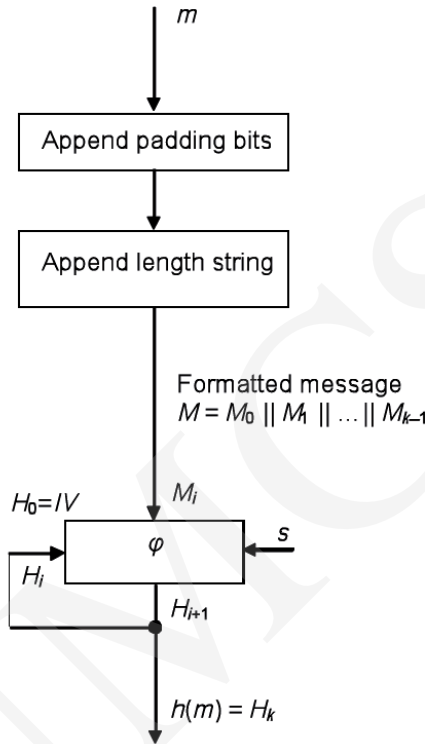 m
Append padding bits
Append length string
Formatted message
M = M₀ || M₁ || ... || Mₖ₋₁
Mᵢ
H₀=IV
φ
s
Hᵢ
Hᵢ₊₁
h(m) = Hₖ